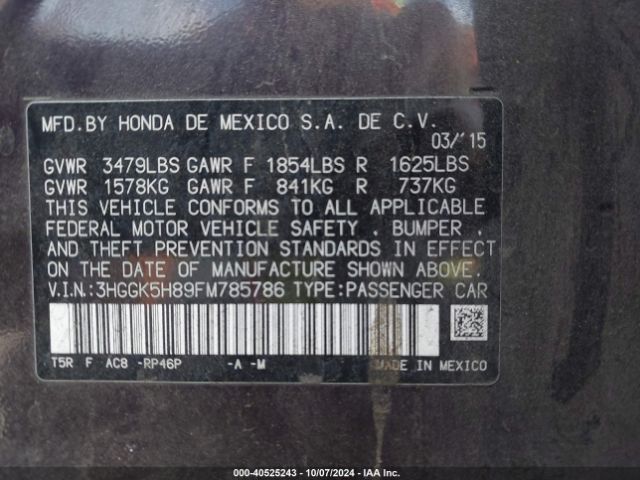 MFD.BY HONDA DE MEXICO S.A. DE C.V.
03/'15
GVWR 3479LBS GAWR F 1854LBS R 1625LBS
GVWR 1578KG GAWR F 841KG R 737KG
THIS VEHICLE CONFORMS TO ALL APPLICABLE
FEDERAL MOTOR VEHICLE SAFETY , BUMPER ,
AND THEFT PREVENTION STANDARDS IN EFFECT
ON THE DATE OF MANUFACTURE SHOWN ABOVE.
V.I.N.:3HGGK5H89FM785786 TYPE:PASSENGER CAR
T5R F AC8 -RP46P -A -M MADE IN MEXICO
000-40525243 - 10/07/2024 - IAA Inc.